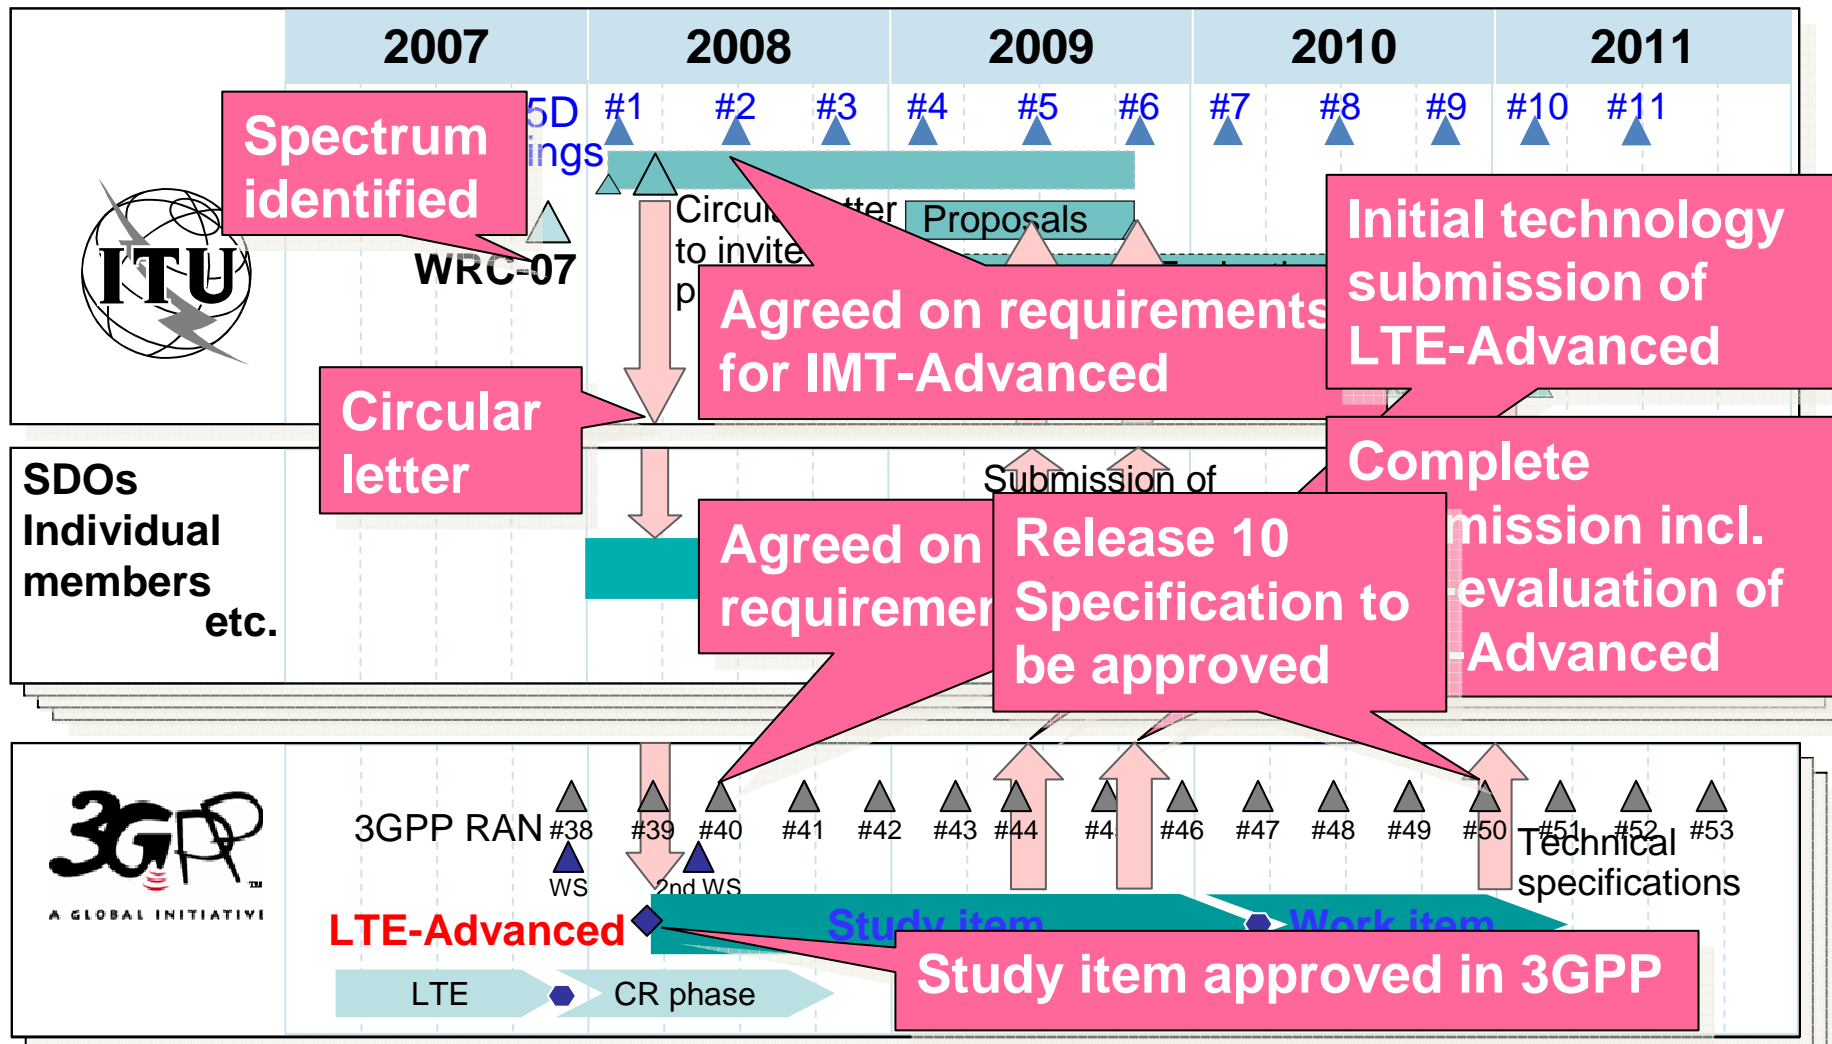 2007 2008 2009 2010 2011
5D #1 #2 #3 #4 #5 #6 #7 #8 #9 #10 #11
ings
Spectrum
identified
WRC-07
ITU
Circular
to invite
Proposals
Agreed on requirements
for IMT-Advanced
Initial technology
submission of
LTE-Advanced
Circular
letter
SDOs
Individual
members
etc.
Submission of
Agreed on
Release 10
Specification to
be approved
Complete
mission incl.
evaluation of
-Advanced
3GPP
TM
A GLOBAL INITIATIVE
3GPP RAN #38 #39 #40 #41 #42 #43 #44 #46 #47 #48 #49 #50 #51 #52 #53
WS 2nd WS
Technical
specifications
LTE-Advanced Study item Work item
Study item approved in 3GPP
LTE CR phase